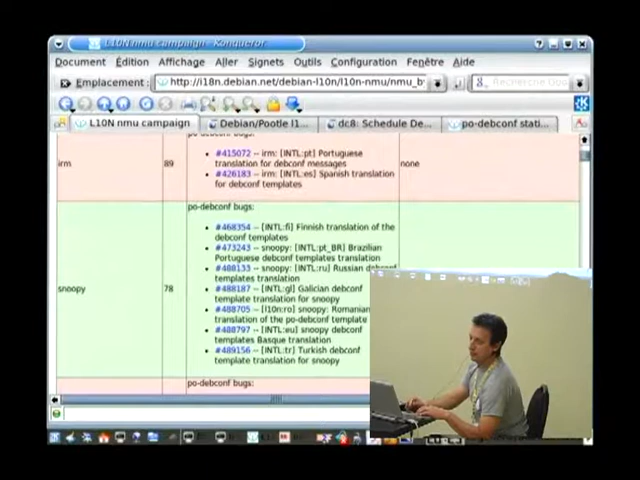 L10N nmu campaign - Konqueror
Document Édition Affichage Aller Signets Outils Configuration Fenêtre Aide
Emplacement : http://i18n.debian.net/debian-l10n/l10n-nmu/nmu_b
Recherche
L10N nmu campaign Debian/Pootle l1... dc8: Schedule De... po-debconf stati...
po-debconf bugs:
irm 89 none
#415072 -- irm: [INTL:pt] Portuguese
translation for debconf messages
#426183 -- irm: [INTL:es] Spanish translation
for debconf templates
po-debconf bugs:
snoopy 78
#468354 -- [INTL:fi] Finnish translation of the
debconf templates
#473243 -- snoopy: [INTL:pt_BR] Brazilian
Portuguese debconf templates translation
#488133 -- snoopy: [INTL:ru] Russian debconf
templates translation
#488187 -- [INTL:gl] Galician debconf
template translation for snoopy
#488705 -- [l10n:ro] snoopy: Romanian
translation of the po-debconf template
#488797 -- [INTL:eu] snoopy debconf
templates Basque translation
#489156 -- [INTL:tr] Turkish debconf
template translation for snoopy
po-debconf bugs: